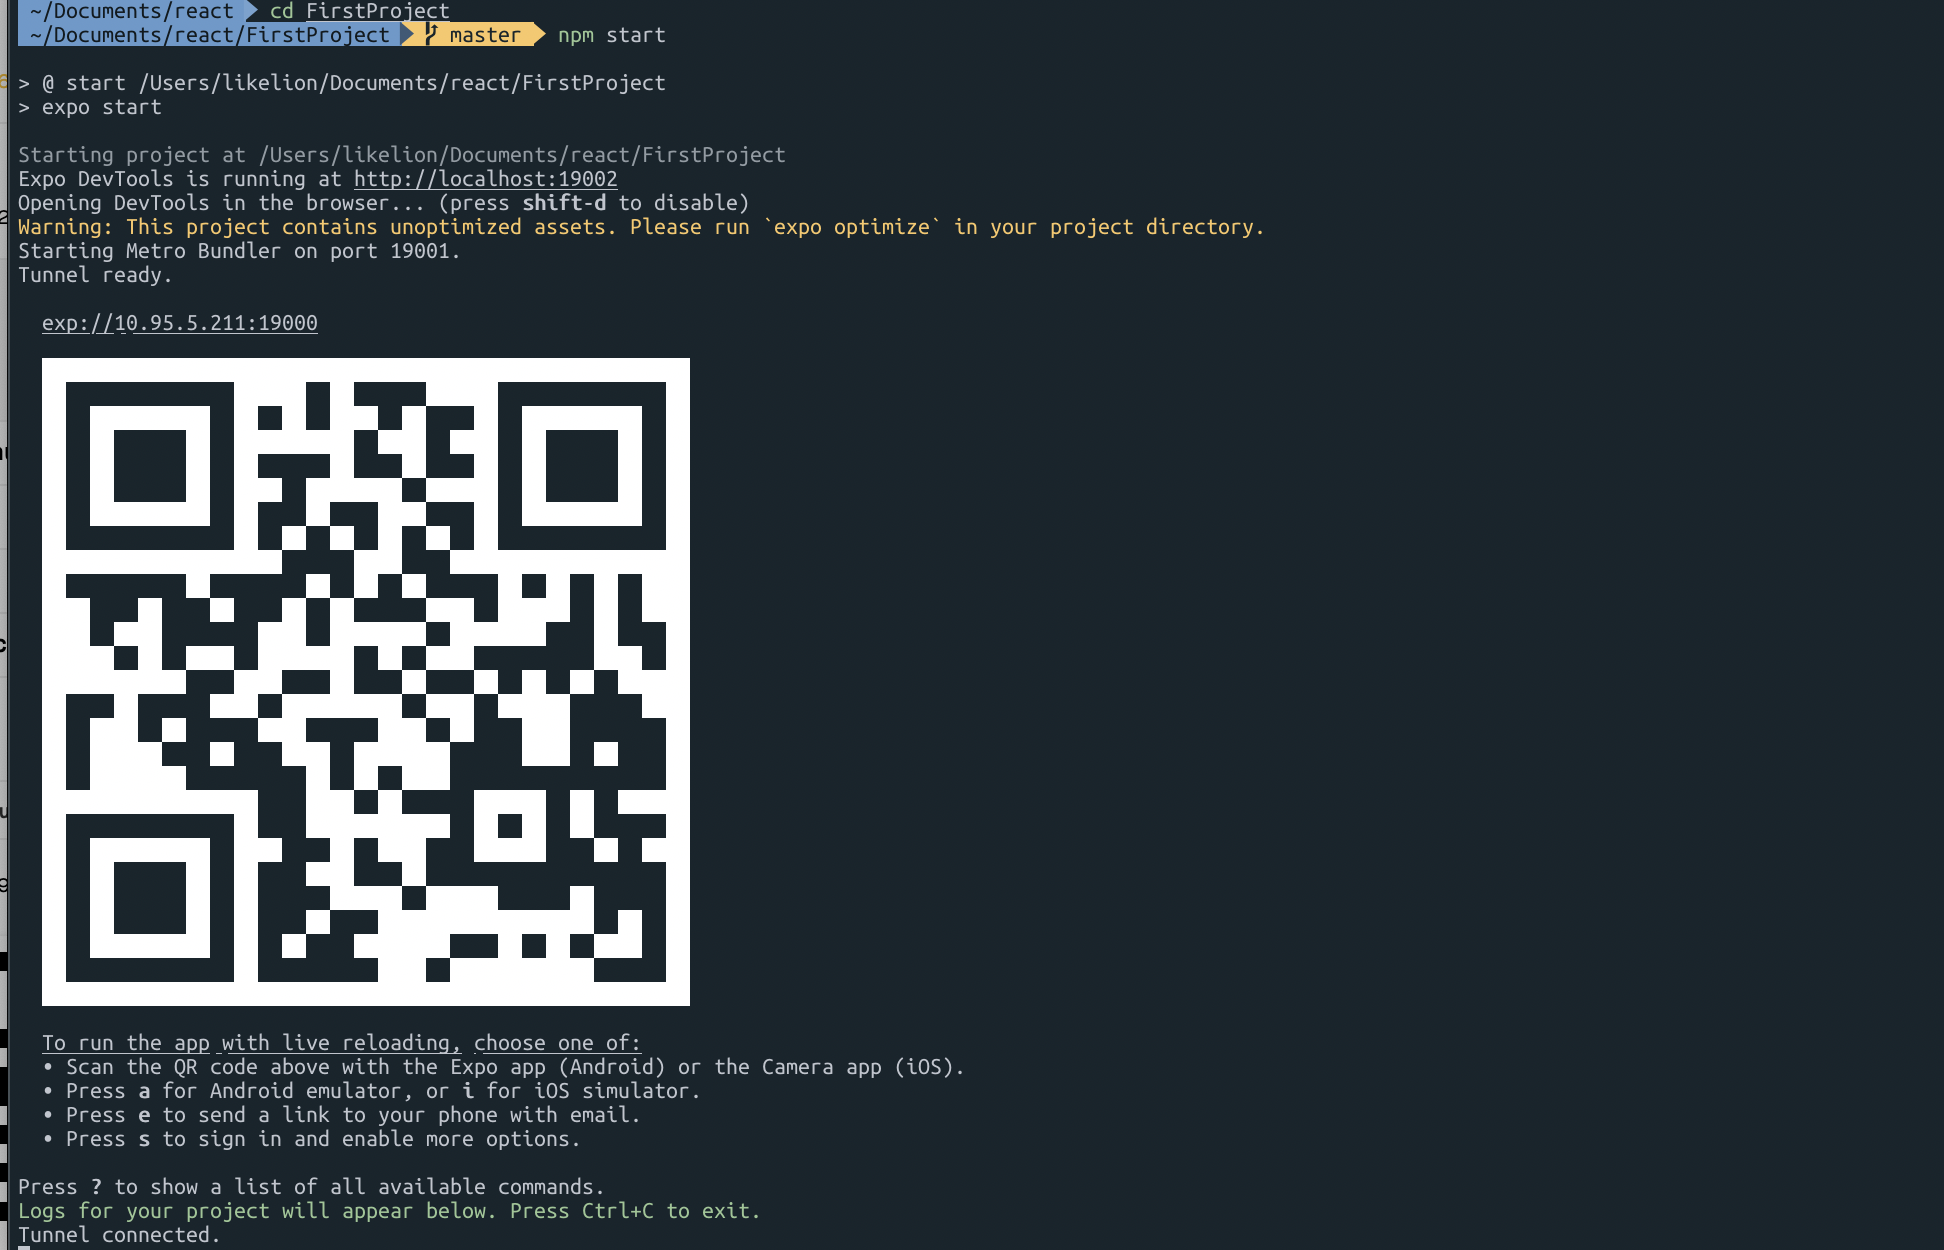 ~/Documents/react cd FirstProject
~/Documents/react/FirstProject master npm start
> @ start /Users/likelion/Documents/react/FirstProject
> expo start
Starting project at /Users/likelion/Documents/react/FirstProject
Expo DevTools is running at http://localhost:19002
Opening DevTools in the browser... (press shift-d to disable)
Warning: This project contains unoptimized assets. Please run `expo optimize` in your project directory.
Starting Metro Bundler on port 19001.
Tunnel ready.
exp://10.95.5.211:19000
To run the app with live reloading, choose one of:
• Scan the QR code above with the Expo app (Android) or the Camera app (iOS).
• Press a for Android emulator, or i for iOS simulator.
• Press e to send a link to your phone with email.
• Press s to sign in and enable more options.
Press ? to show a list of all available commands.
Logs for your project will appear below. Press Ctrl+C to exit.
Tunnel connected.